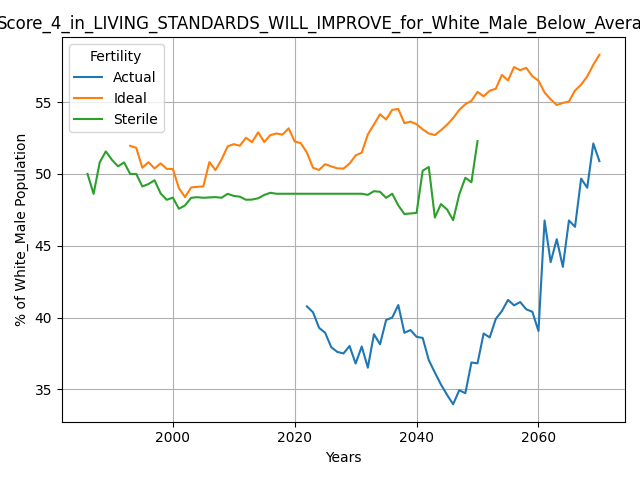 Score_4_in_LIVING_STANDARDS_WILL_IMPROVE_for_White_Male_Below_Avera
Fertility
Actual
Ideal
Sterile
% of White_Male Population
55
50
45
40
35
2000
2020
2040
2060
Years